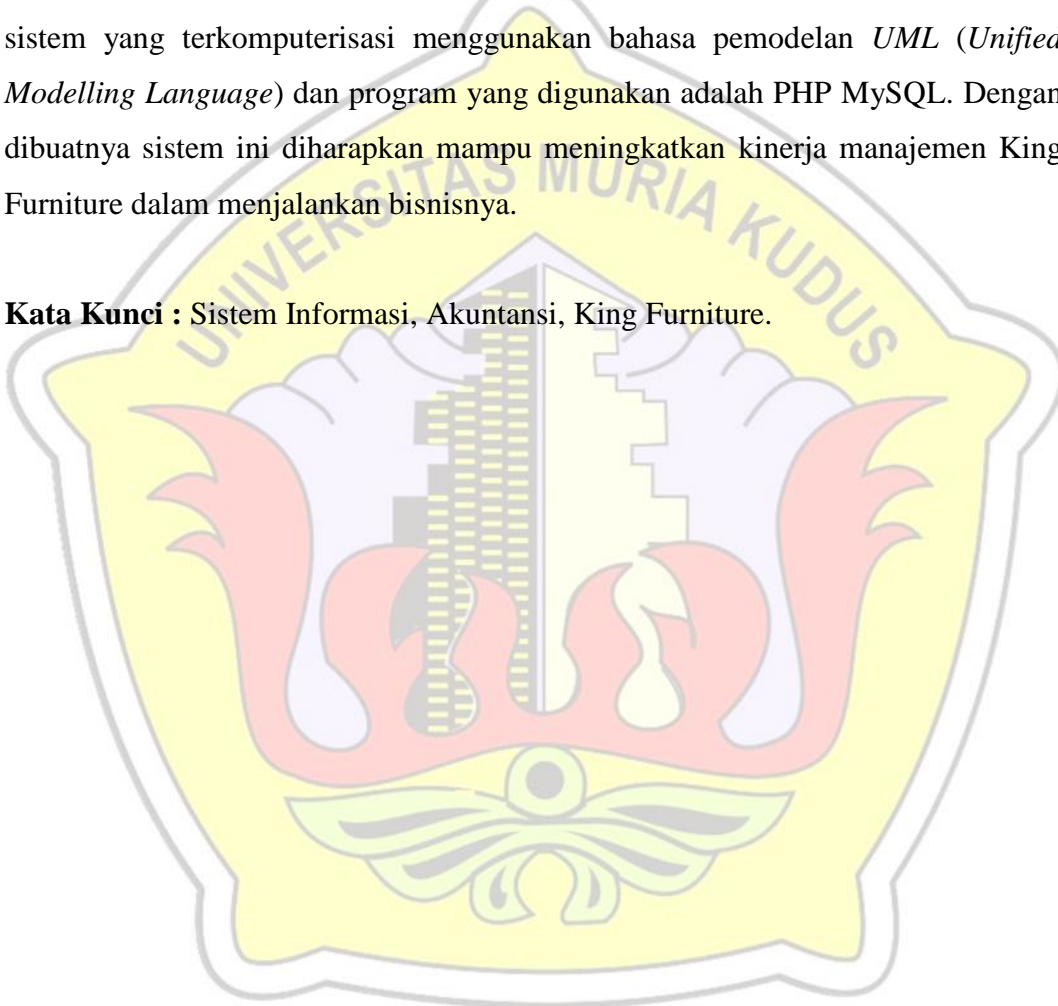 sistem yang terkomputerisasi menggunakan bahasa pemodelan UML (Unified
Modelling Language) dan program yang digunakan adalah PHP MySQL. Dengan
dibuatnya sistem ini diharapkan mampu meningkatkan kinerja manajemen King
Furniture dalam menjalankan bisnisnya.
UNIVERSITAS MURIA KUDUS
Kata Kunci : Sistem Informasi, Akuntansi, King Furniture.